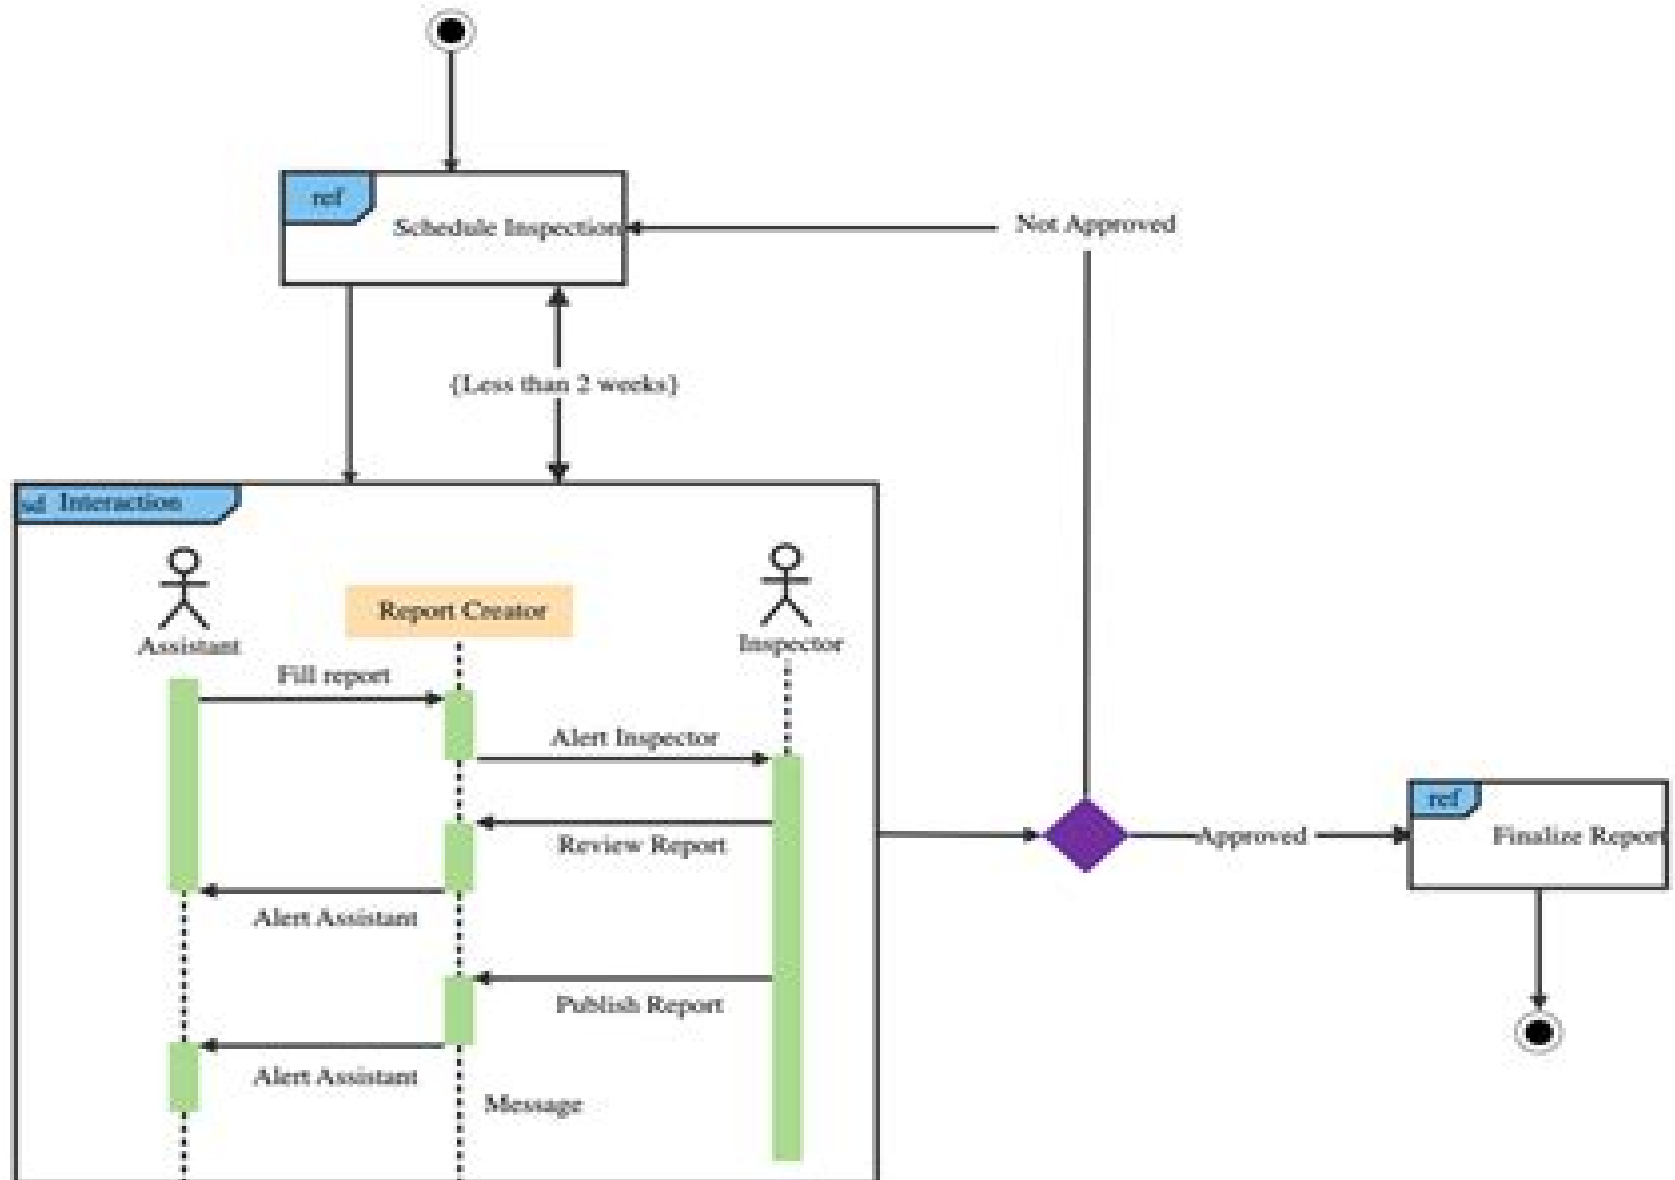 ref
Schedule Inspection
Not Approved
{Less than 2 weeks}
sd Interaction
Assistant
Report Creator
Inspector
Fill report
Alert Inspector
Review Report
Alert Assistant
Publish Report
Alert Assistant
Message
Approved
ref
Finalize Report